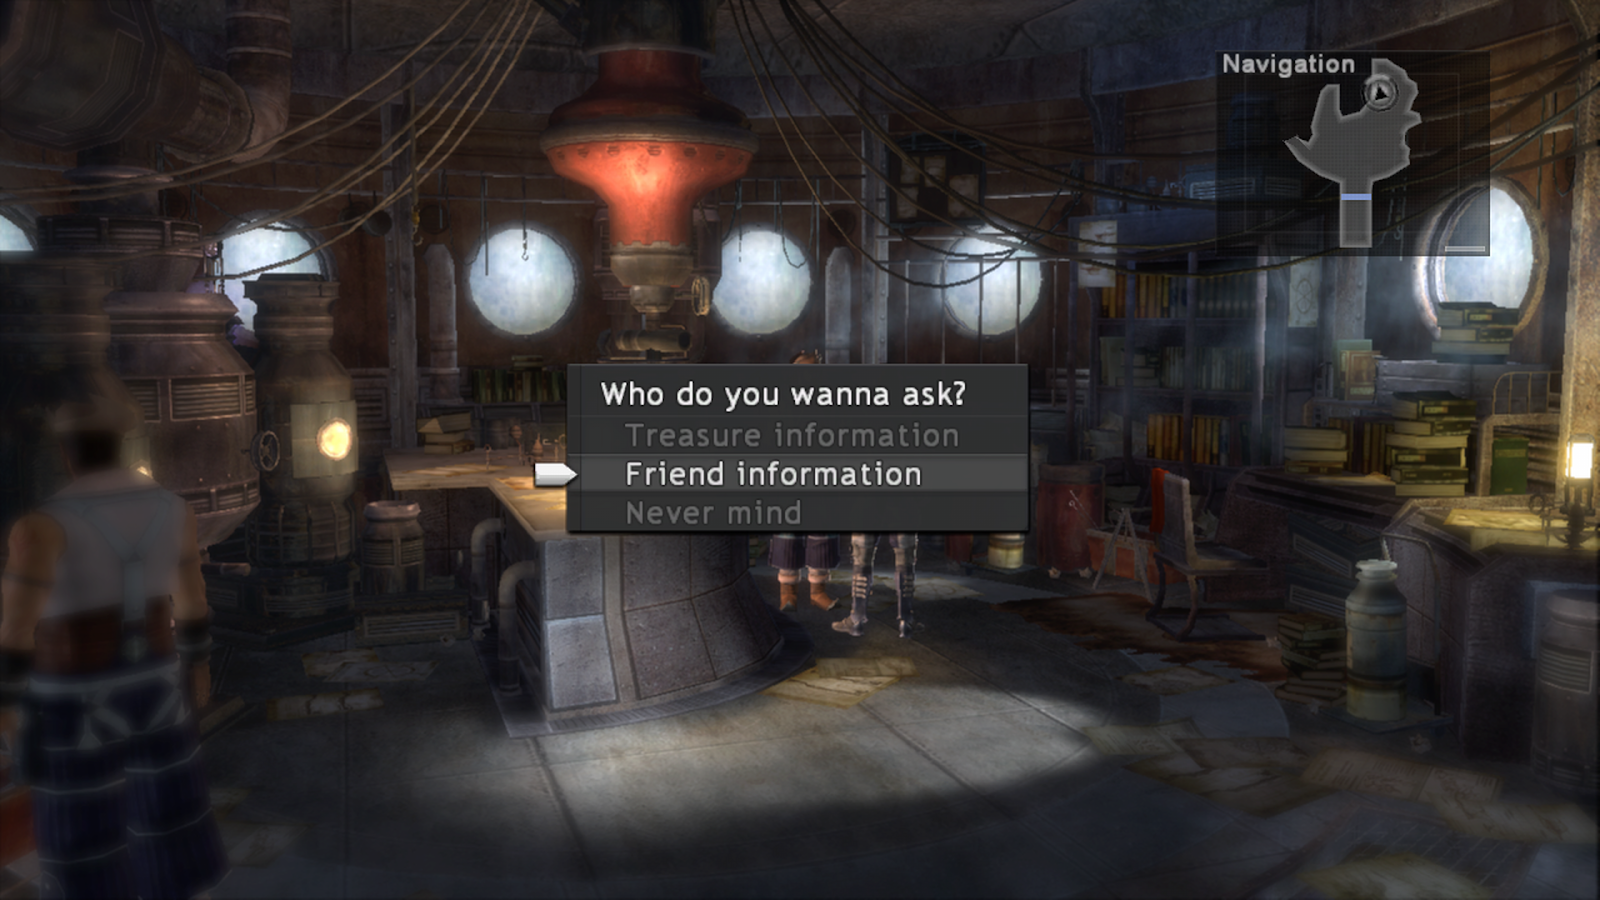 Navigation
Who do you wanna ask?
Treasure information
Friend information
Never mind